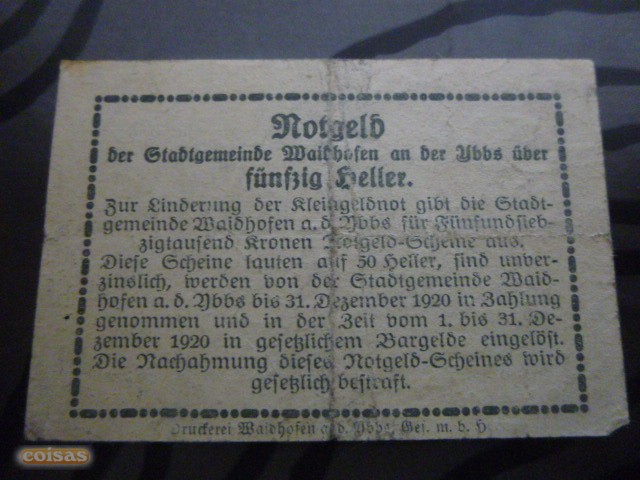 Notgeld
der Stadtgemeinde Waidhofen an der Ybbs über
fünfzig Heller.
Zur Linderung der Kleingeldnot gibt die Stadt-
gemeinde Waidhofen a. d. Ybbs für Fünfundsieb-
zigtausend Kronen Notgeld-Scheine aus.
Diese Scheine lauten auf 50 Heller, sind unver-
zinslich, werden von der Stadtgemeinde Waid-
hofen a. d. Ybbs bis 31. Dezember 1920 in Zahlung
genommen und in der Zeit vom 1. bis 31. De-
zember 1920 in gesetzlichem Bargelde eingelöst.
Die Nachahmung dieses Notgeld-Scheines wird
gesetzlich bestraft.
Druckerei Waidhofen a. d. Ybbs, Ges. m. b. H
coisas